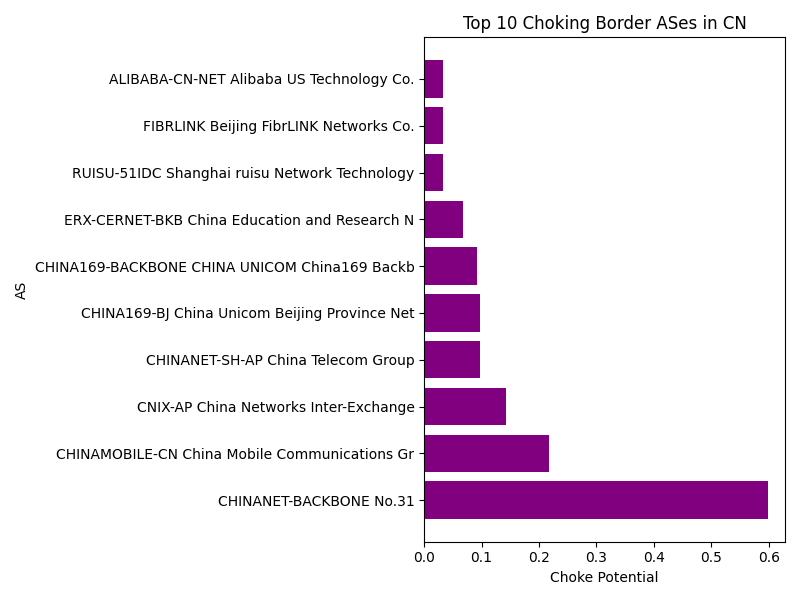 Top 10 Choking Border ASes in CN
ALIBABA-CN-NET Alibaba US Technology Co.
FIBRLINK Beijing FibrLINK Networks Co.
RUISU-51IDC Shanghai ruisu Network Technology
ERX-CERNET-BKB China Education and Research N
CHINA169-BACKBONE CHINA UNICOM China169 Backb
CHINA169-BJ China Unicom Beijing Province Net
CHINANET-SH-AP China Telecom Group
CNIX-AP China Networks Inter-Exchange
CHINAMOBILE-CN China Mobile Communications Gr
CHINANET-BACKBONE No.31
AS
0.0 0.1 0.2 0.3 0.4 0.5 0.6
Choke Potential